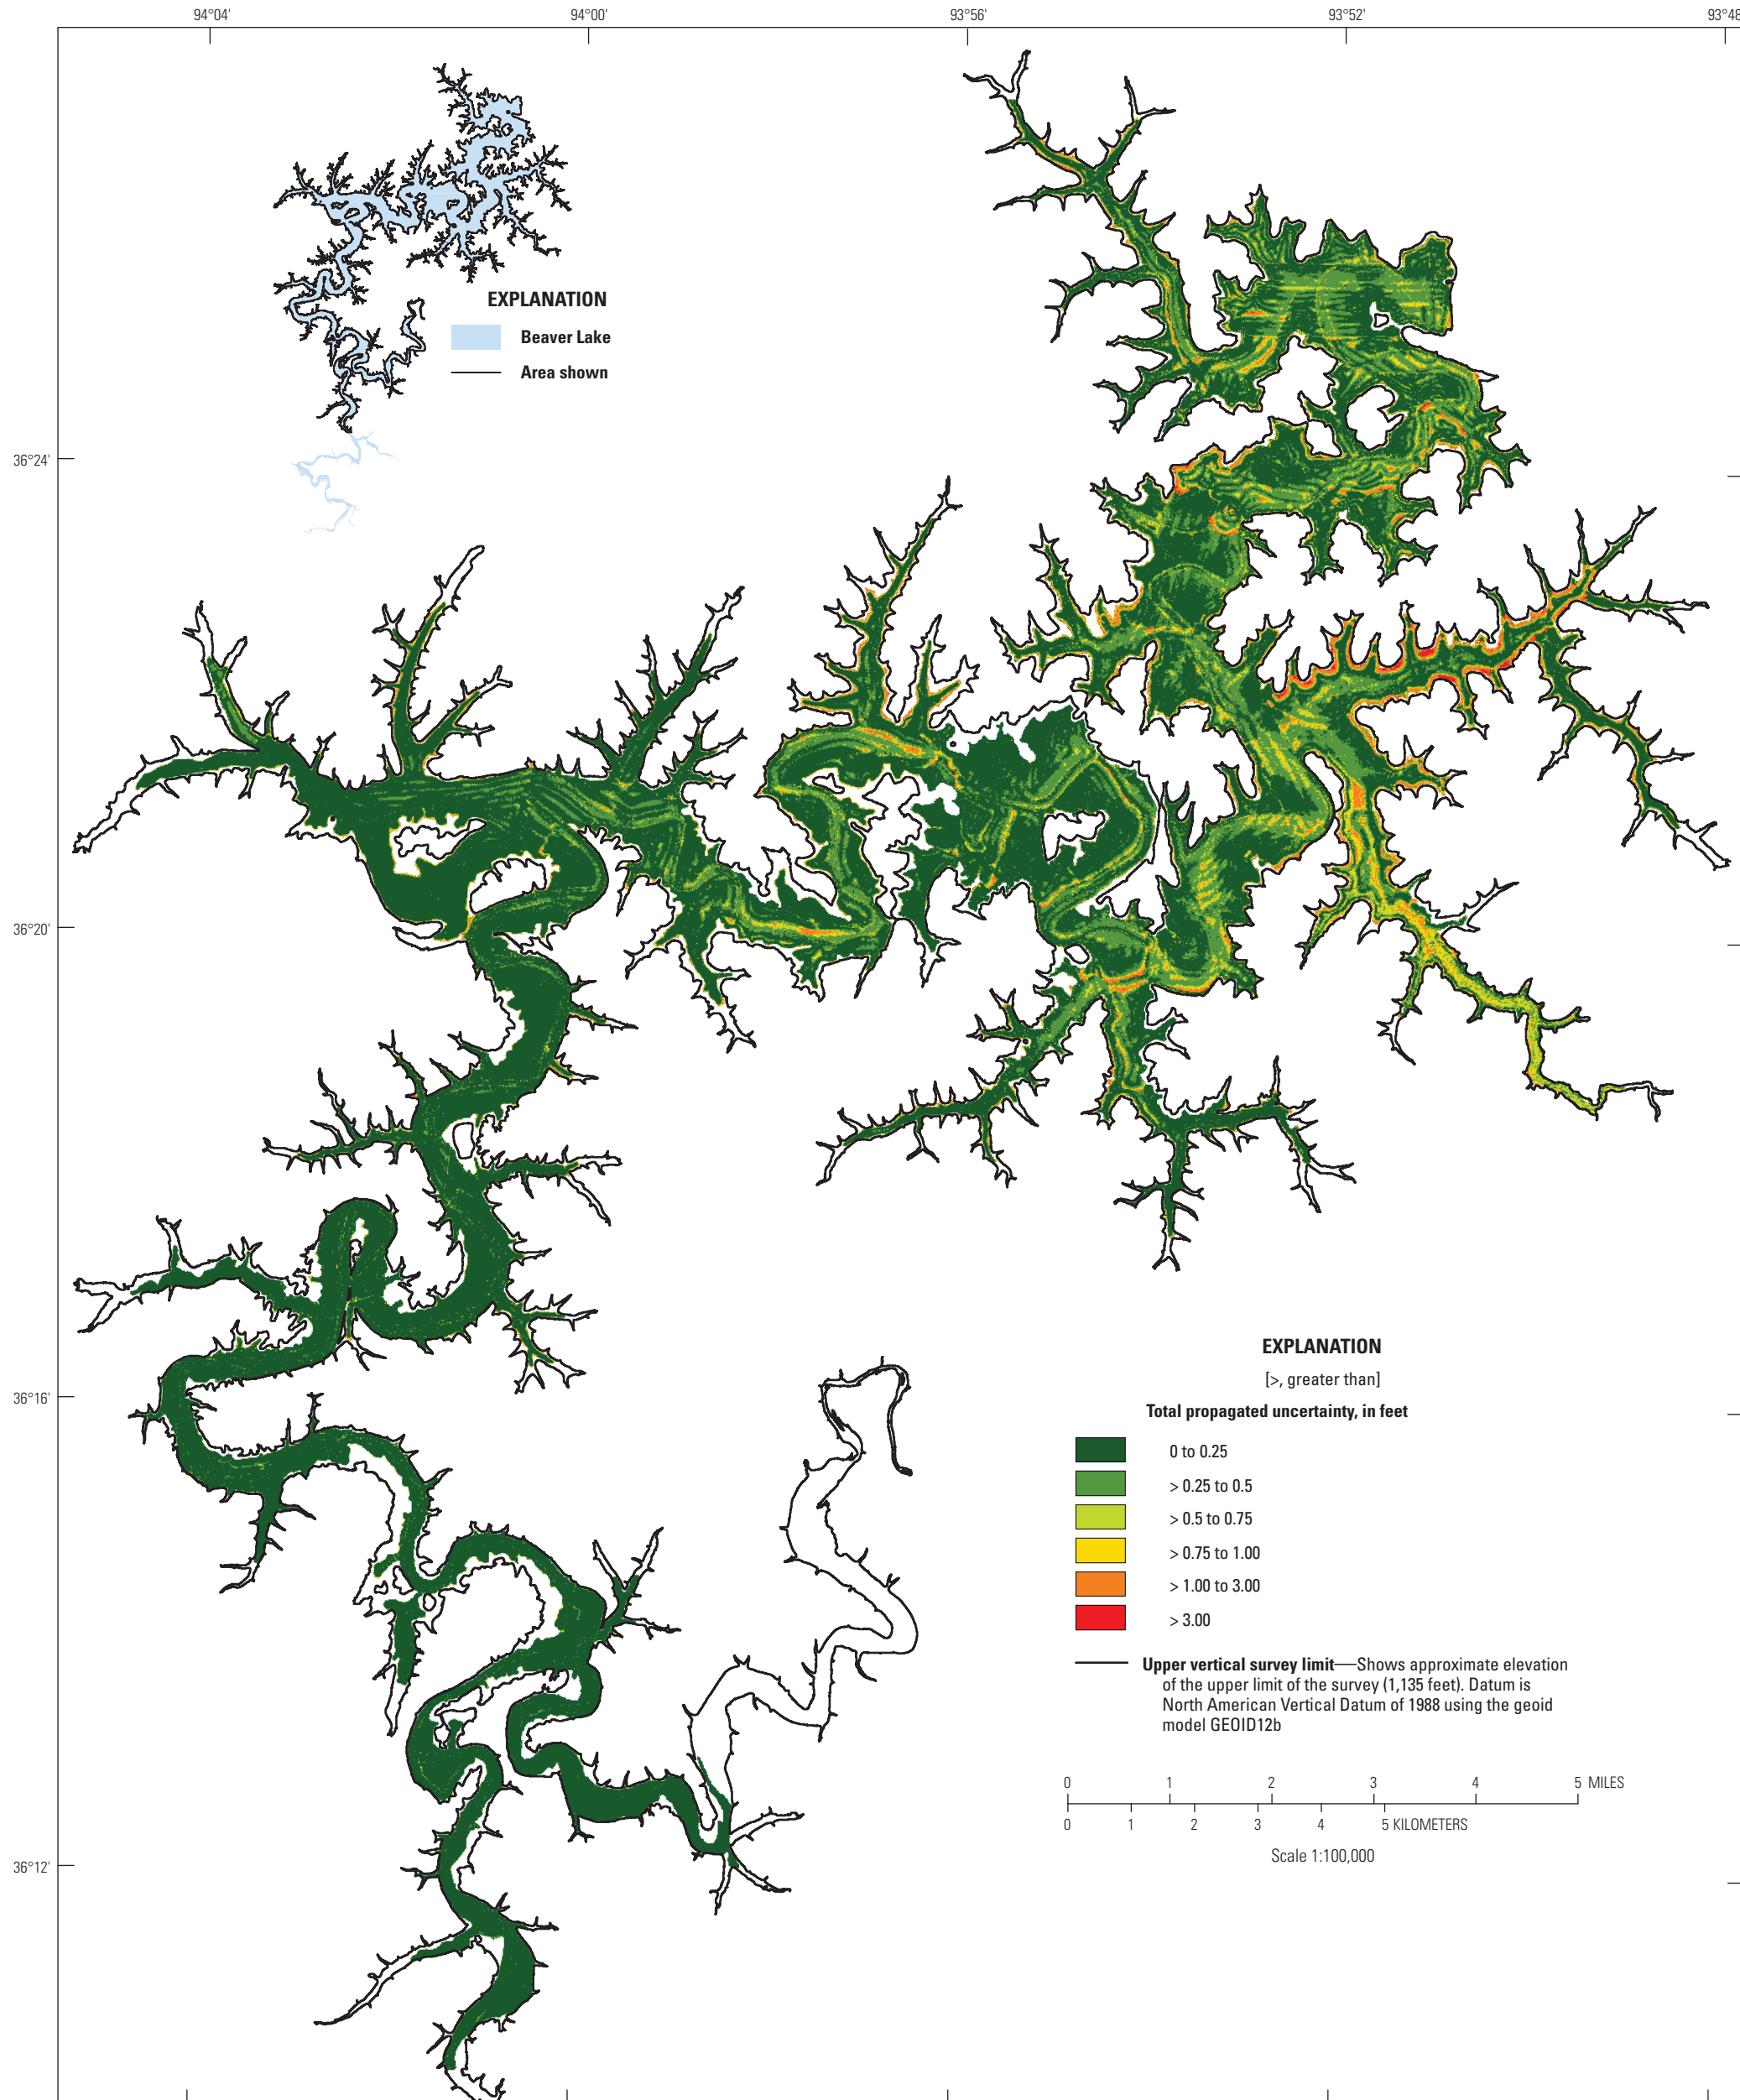 94°04' 94°00' 93°56' 93°52' 93°48
EXPLANATION
Beaver Lake
Area shown
36°24'
36°20'
36°16'
36°12'
EXPLANATION
[>, greater than]
Total propagated uncertainty, in feet
0 to 0.25
> 0.25 to 0.5
> 0.5 to 0.75
> 0.75 to 1.00
> 1.00 to 3.00
> 3.00
Upper vertical survey limit—Shows approximate elevation
of the upper limit of the survey (1,135 feet). Datum is
North American Vertical Datum of 1988 using the geoid
model GEOID12b
0 1 2 3 4 5 MILES
0 1 2 3 4 5 KILOMETERS
Scale 1:100,000